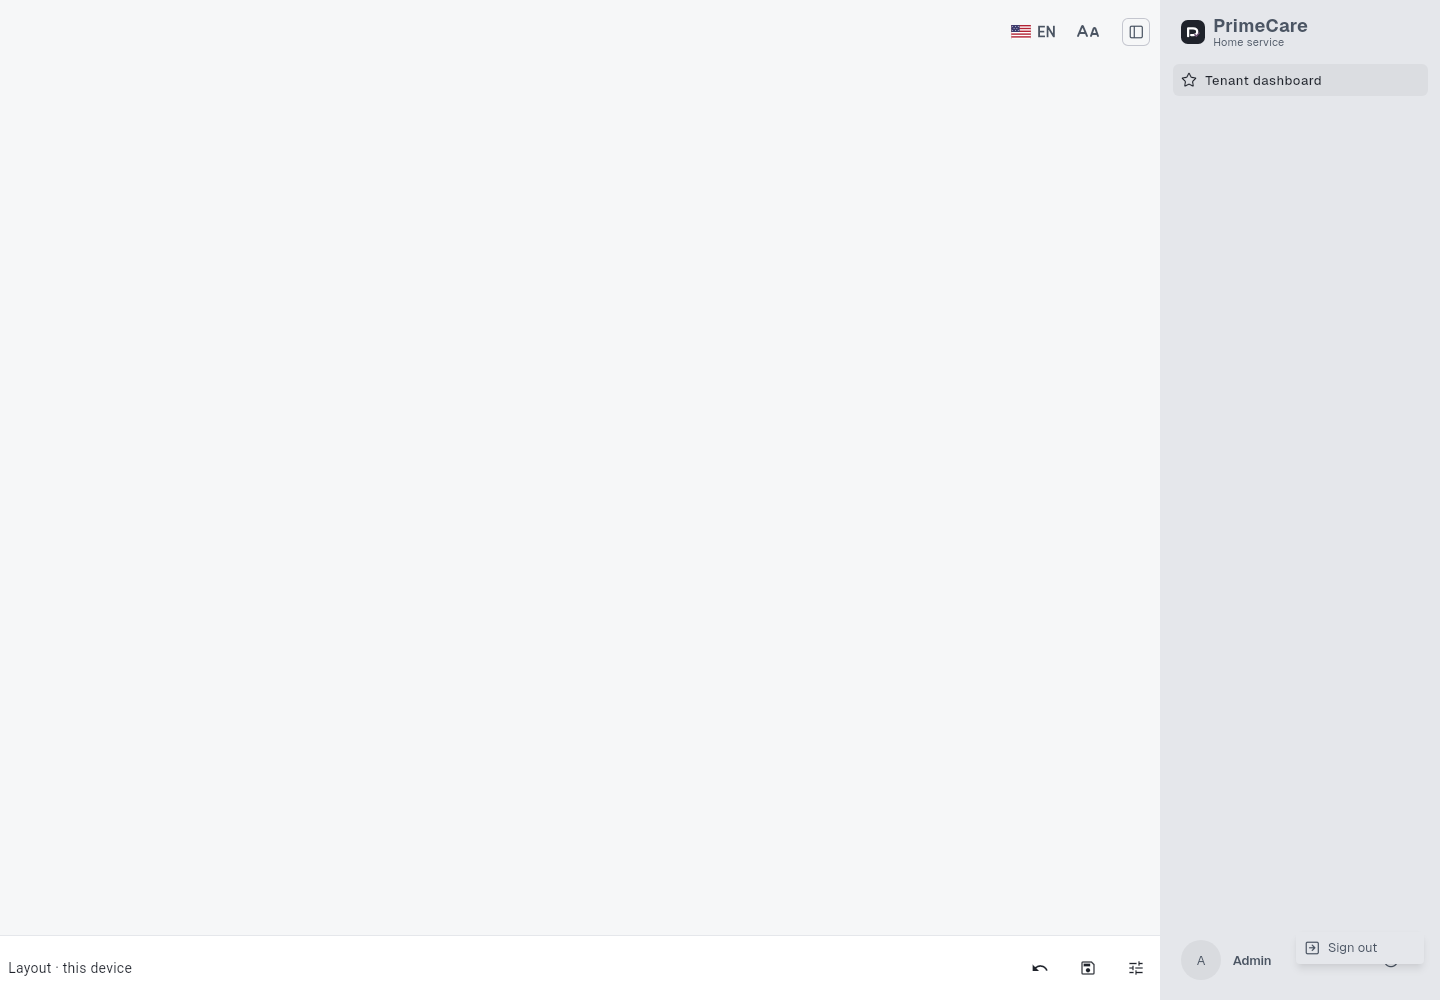 EN
PrimeCare
Home service
Tenant dashboard
Layout · this device
A
Admin
Sign out